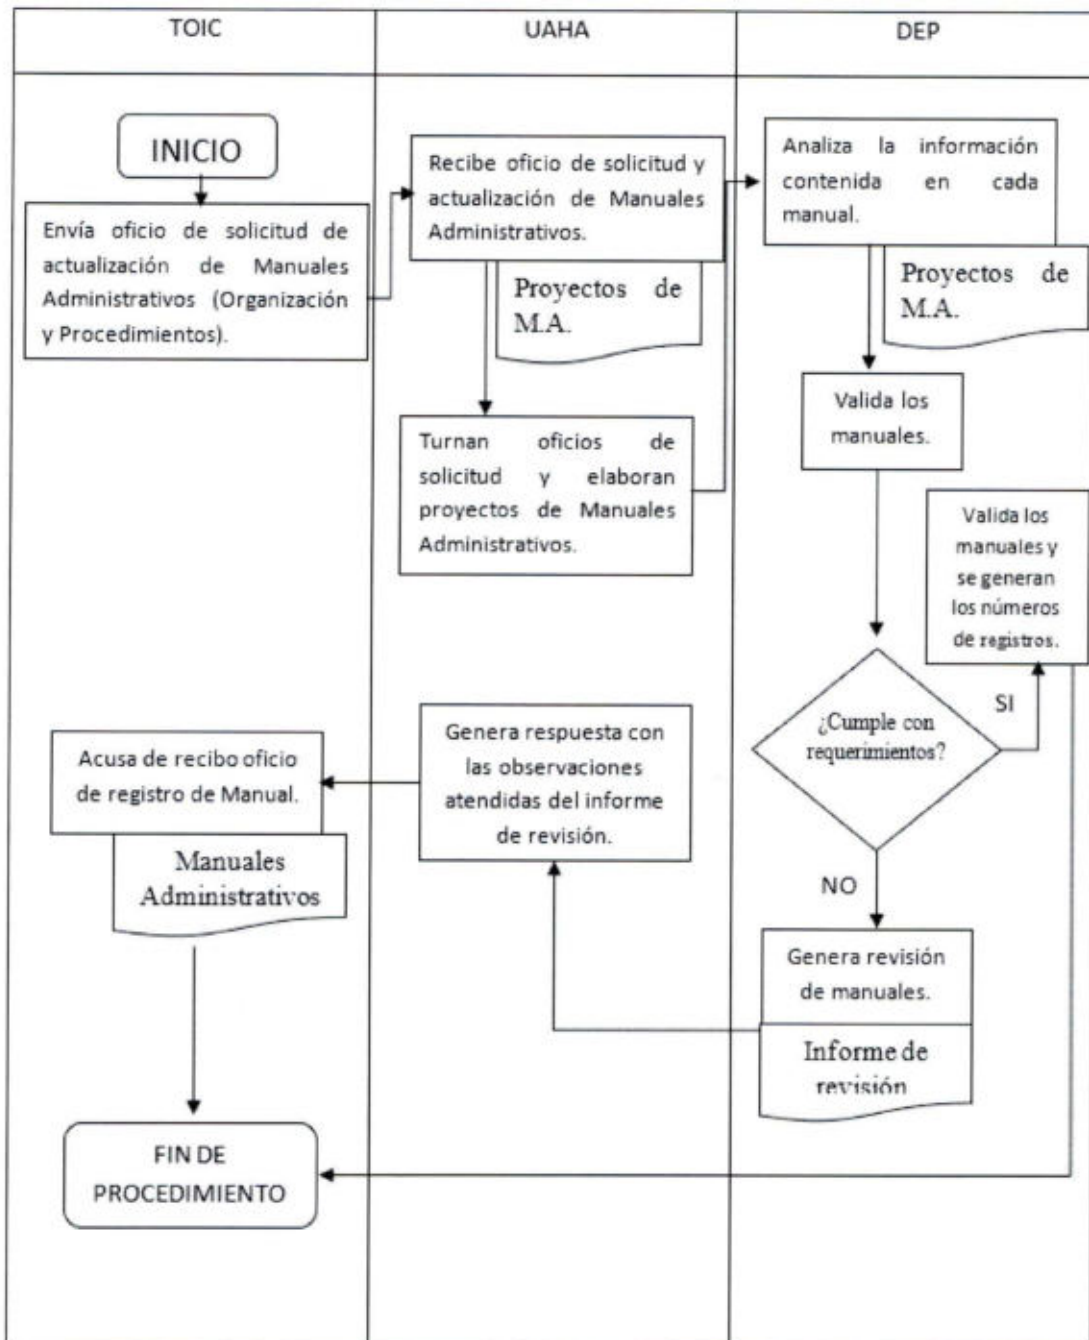 TOIC
UAHA
DEP
INICIO
Envía oficio de solicitud de
actualización de Manuales
Administrativos (Organización
y Procedimientos).
Recibe oficio de solicitud y
actualización de Manuales
Administrativos.
Proyectos de
M.A.
Turnan oficios de
solicitud y elaboran
proyectos de Manuales
Administrativos.
Analiza la información
contenida en cada
manual.
Proyectos de
M.A.
Valida los
manuales.
Valida los
manuales y
se generan
los números
de registros.
¿Cumple con
requerimientos?
SI
NO
Genera revisión
de manuales.
Informe de
revisión
Genera respuesta con
las observaciones
atendidas del informe
de revisión.
Acusa de recibo oficio
de registro de Manual.
Manuales
Administrativos
FIN DE
PROCEDIMIENTO